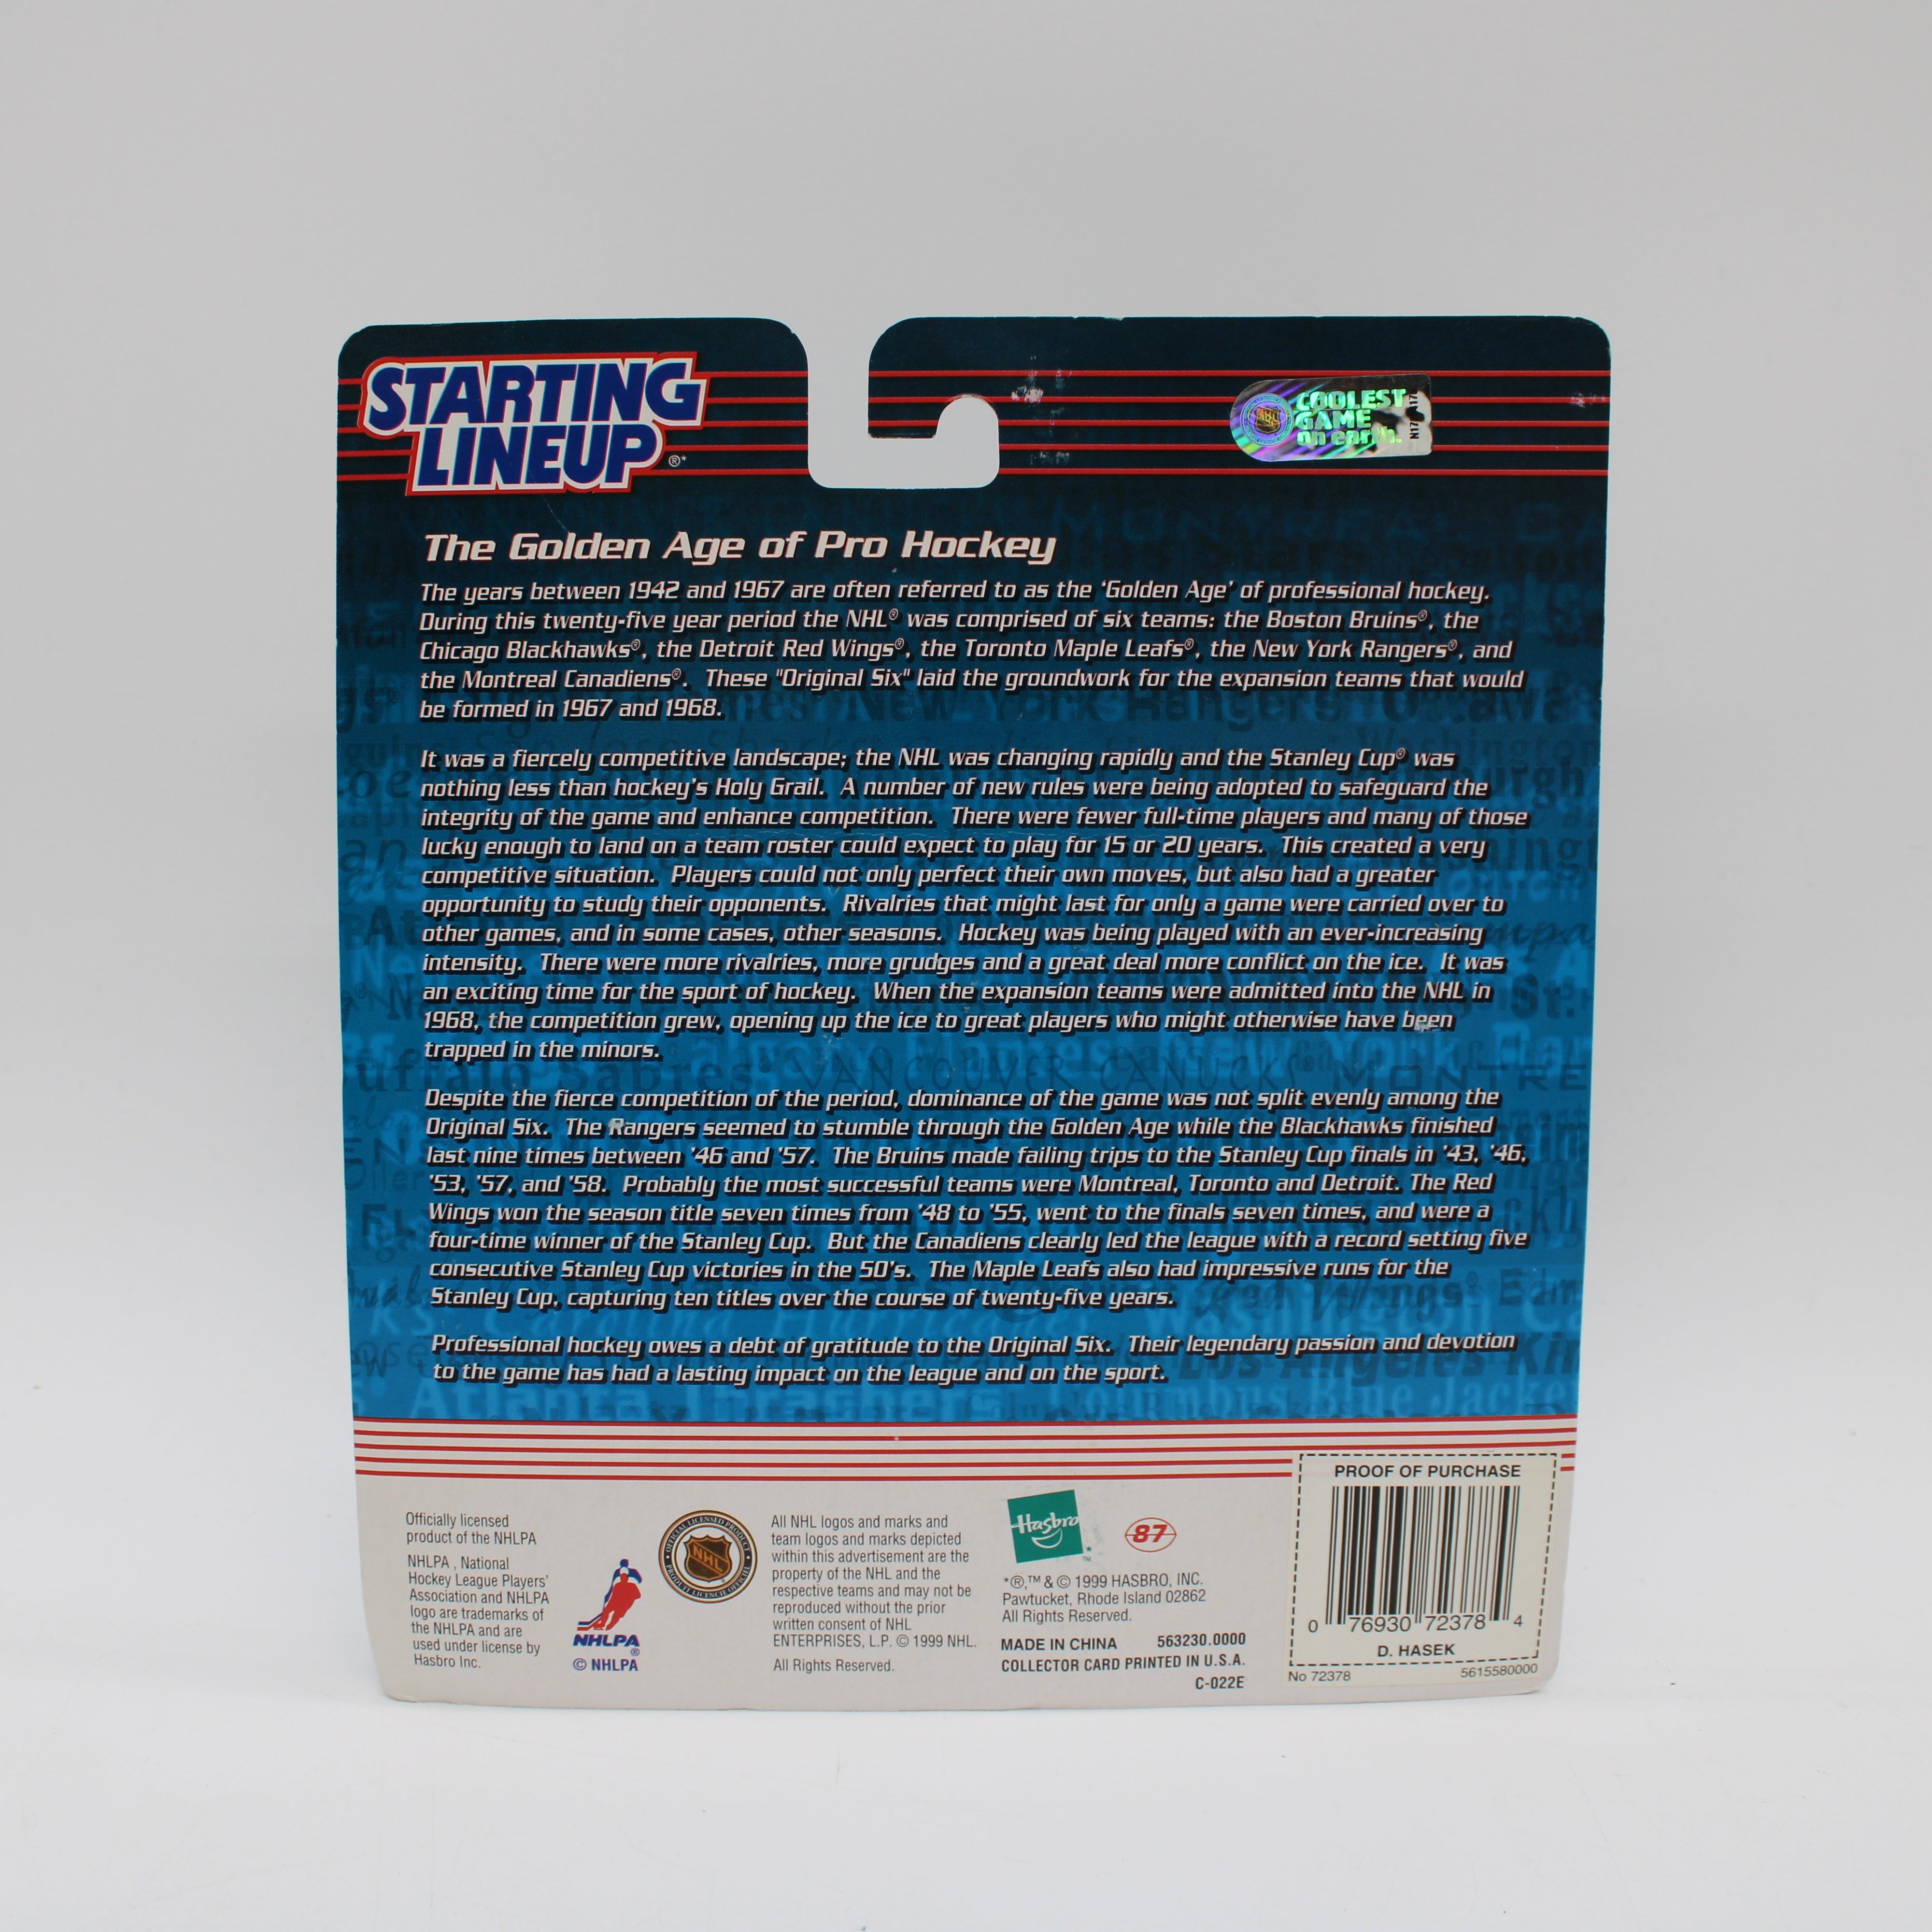 STARTING
LINEUP®*
COOLEST
GAME
on earth.
The Golden Age of Pro Hockey
The years between 1942 and 1967 are often referred to as the 'Golden Age' of professional hockey.
During this twenty-five year period the NHL® was comprised of six teams: the Boston Bruins®, the
Chicago Blackhawks®, the Detroit Red Wings®, the Toronto Maple Leafs®, the New York Rangers®, and
the Montreal Canadiens®. These "Original Six" laid the groundwork for the expansion teams that would
be formed in 1967 and 1968.
It was a fiercely competitive landscape; the NHL was changing rapidly and the Stanley Cup® was
nothing less than hockey's Holy Grail. A number of new rules were being adopted to safeguard the
integrity of the game and enhance competition. There were fewer full-time players and many of those
lucky enough to land on a team roster could expect to play for 15 or 20 years. This created a very
competitive situation. Players could not only perfect their own moves, but also had a greater
opportunity to study their opponents. Rivalries that might last for only a game were carried over to
other games, and in some cases, other seasons. Hockey was being played with an ever-increasing
intensity. There were more rivalries, more grudges and a great deal more conflict on the ice. It was
an exciting time for the sport of hockey. When the expansion teams were admitted into the NHL in
1968, the competition grew, opening up the ice to great players who might otherwise have been
trapped in the minors.
Despite the fierce competition of the period, dominance of the game was not split evenly among the
Original Six. The Rangers seemed to stumble through the Golden Age while the Blackhawks finished
last nine times between '46 and '57. The Bruins made failing trips to the Stanley Cup finals in '43, '46,
'53, '57, and '58. Probably the most successful teams were Montreal, Toronto and Detroit. The Red
Wings won the season title seven times from '48 to '55, went to the finals seven times, and were a
four-time winner of the Stanley Cup. But the Canadiens clearly led the league with a record setting five
consecutive Stanley Cup victories in the 50's. The Maple Leafs also had impressive runs for the
Stanley Cup, capturing ten titles over the course of twenty-five years.
Professional hockey owes a debt of gratitude to the Original Six. Their legendary passion and devotion
to the game has had a lasting impact on the league and on the sport.
Officially licensed
product of the NHLPA
NHLPA , National
Hockey League Players'
Association and NHLPA
logo are trademarks of
the NHLPA and are
used under license by
Hasbro Inc.
NHLPA
®
© NHLPA
OFFICIAL LICENSED PRODUCT
NHL
PRODUIT LICENCIÉ OFFICIEL
All NHL logos and marks and
team logos and marks depicted
within this advertisement are the
property of the NHL and the
respective teams and may not be
reproduced without the prior
written consent of NHL
ENTERPRISES, L.P. © 1999 NHL.
All Rights Reserved.
Hasbro
*™
87
*®,™ & © 1999 HASBRO, INC.
Pawtucket, Rhode Island 02862
All Rights Reserved.
MADE IN CHINA 563230.0000
COLLECTOR CARD PRINTED IN U.S.A.
C-022E
PROOF OF PURCHASE
0 76930 72378 4
D. HASEK
No 72378 5615580000